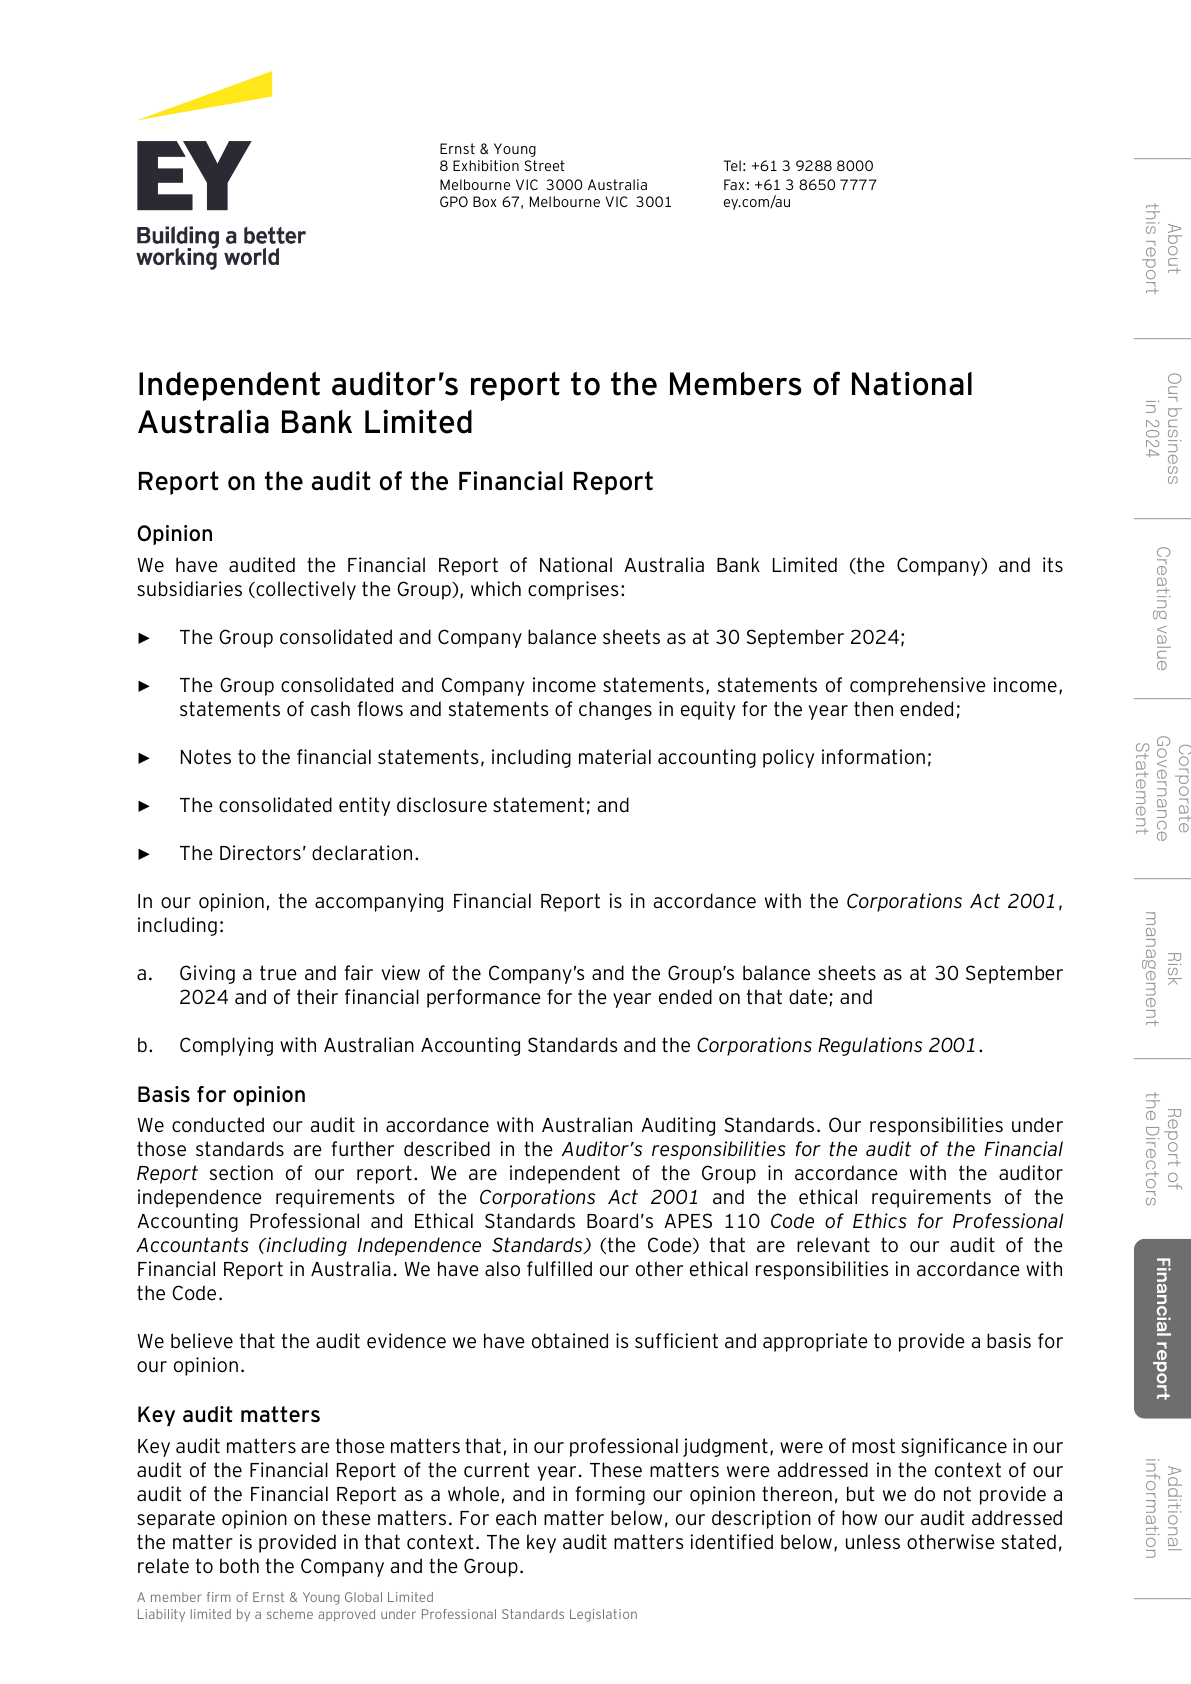 EY
Building a better
working world
Ernst & Young
8 Exhibition Street
Melbourne VIC  3000 Australia
GPO Box 67, Melbourne VIC  3001
Tel: +61 3 9288 8000
Fax: +61 3 8650 7777
ey.com/au
Independent auditor’s report to the Members of National
Australia Bank Limited
Report on the audit of the Financial Report
Opinion
We have audited the Financial Report of National Australia Bank Limited (the Company) and its
subsidiaries (collectively the Group), which comprises:
► The Group consolidated and Company balance sheets as at 30 September 2024;
► The Group consolidated and Company income statements, statements of comprehensive income,
statements of cash flows and statements of changes in equity for the year then ended;
► Notes to the financial statements, including material accounting policy information;
► The consolidated entity disclosure statement; and
► The Directors’ declaration.
In our opinion, the accompanying Financial Report is in accordance with the Corporations Act 2001,
including:
a. Giving a true and fair view of the Company’s and the Group’s balance sheets as at 30 September
2024 and of their financial performance for the year ended on that date; and
b. Complying with Australian Accounting Standards and the Corporations Regulations 2001.
Basis for opinion
We conducted our audit in accordance with Australian Auditing Standards. Our responsibilities under
those standards are further described in the Auditor’s responsibilities for the audit of the Financial
Report section of our report. We are independent of the Group in accordance with the auditor
independence requirements of the Corporations Act 2001 and the ethical requirements of the
Accounting Professional and Ethical Standards Board’s APES 110 Code of Ethics for Professional
Accountants (including Independence Standards) (the Code) that are relevant to our audit of the
Financial Report in Australia. We have also fulfilled our other ethical responsibilities in accordance with
the Code.
We believe that the audit evidence we have obtained is sufficient and appropriate to provide a basis for
our opinion.
Key audit matters
Key audit matters are those matters that, in our professional judgment, were of most significance in our
audit of the Financial Report of the current year. These matters were addressed in the context of our
audit of the Financial Report as a whole, and in forming our opinion thereon, but we do not provide a
separate opinion on these matters. For each matter below, our description of how our audit addressed
the matter is provided in that context. The key audit matters identified below, unless otherwise stated,
relate to both the Company and the Group.
A member firm of Ernst & Young Global Limited
Liability limited by a scheme approved under Professional Standards Legislation
About
this report
Our business
in 2024
Creating value
Corporate
Governance
Statement
Risk
management
Report of
the Directors
Financial report
Additional
information